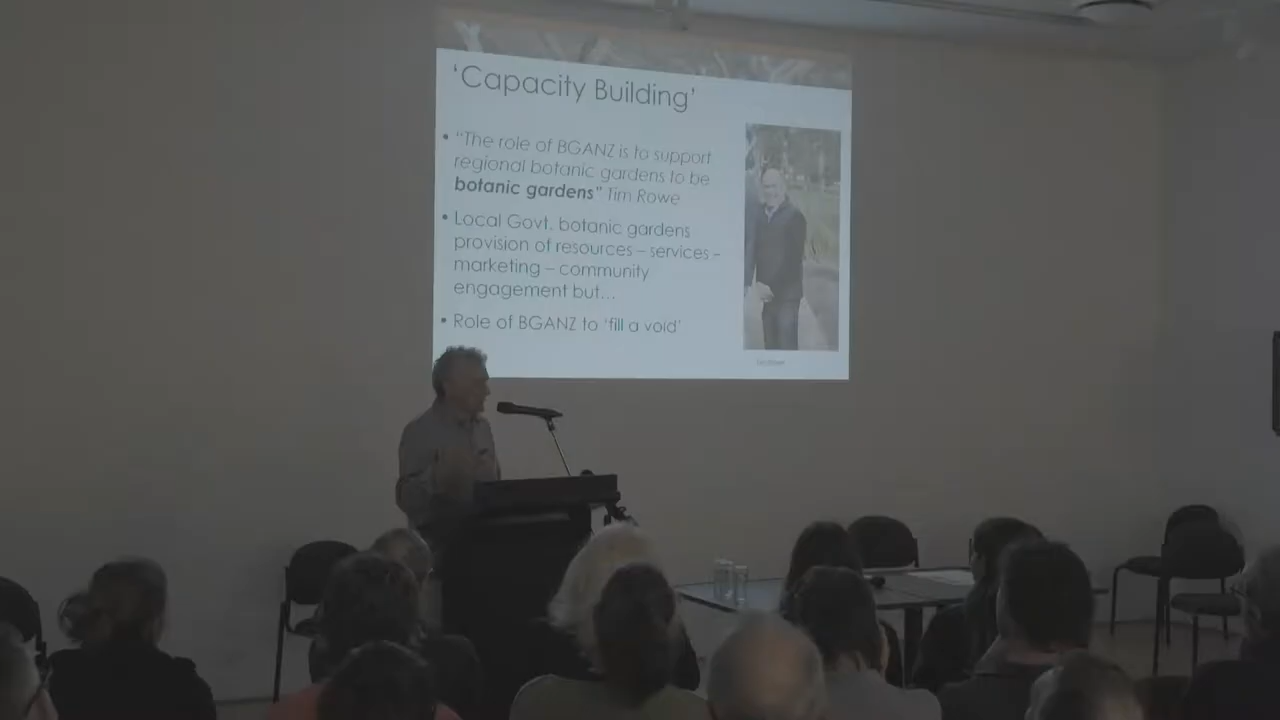 ‘Capacity Building’
• “The role of BGANZ is to support
regional botanic gardens to be
botanic gardens” Tim Rowe
• Local Govt. botanic gardens
provision of resources – services –
marketing – community
engagement but…
• Role of BGANZ to ‘fill a void’